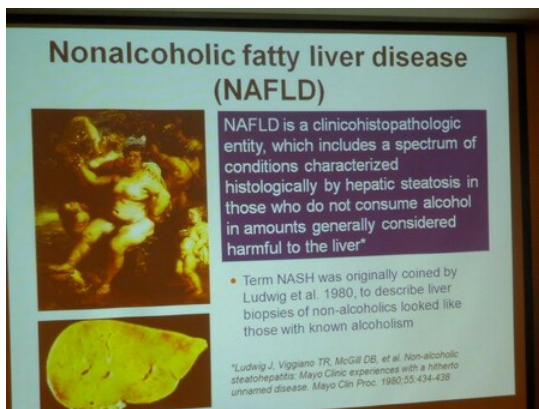 Nonalcoholic fatty liver disease
(NAFLD)
NAFLD is a clinicohistopathologic
entity, which includes a spectrum of
conditions characterized
histologically by hepatic steatosis in
those who do not consume alcohol
in amounts generally considered
harmful to the liver*
• Term NASH was originally coined by
Ludwig et al. 1980, to describe liver
biopsies of non-alcoholics looked like
those with known alcoholism
*Ludwig J, Viggiano TR, McGill DB, et al. Non-alcoholic
steatohepatitis: Mayo Clinic experiences with a hitherto
unnamed disease. Mayo Clin Proc. 1980;55:434-438